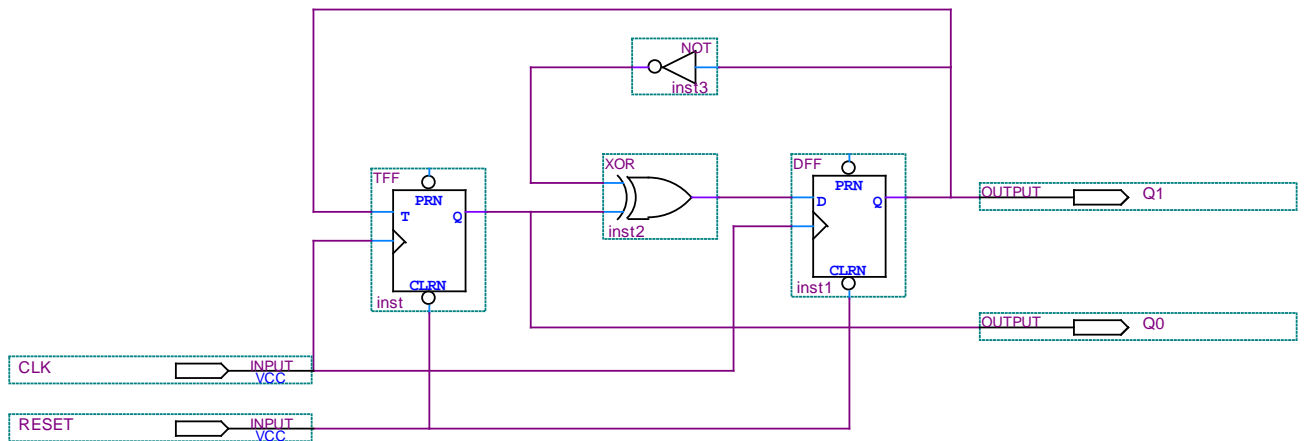 NOT
inst3
TFF
PRN
T
Q
CLRN
inst
XOR
inst2
DFF
PRN
D
Q
CLRN
inst1
OUTPUT
Q1
OUTPUT
Q0
CLK
INPUT
VCC
RESET
INPUT
VCC